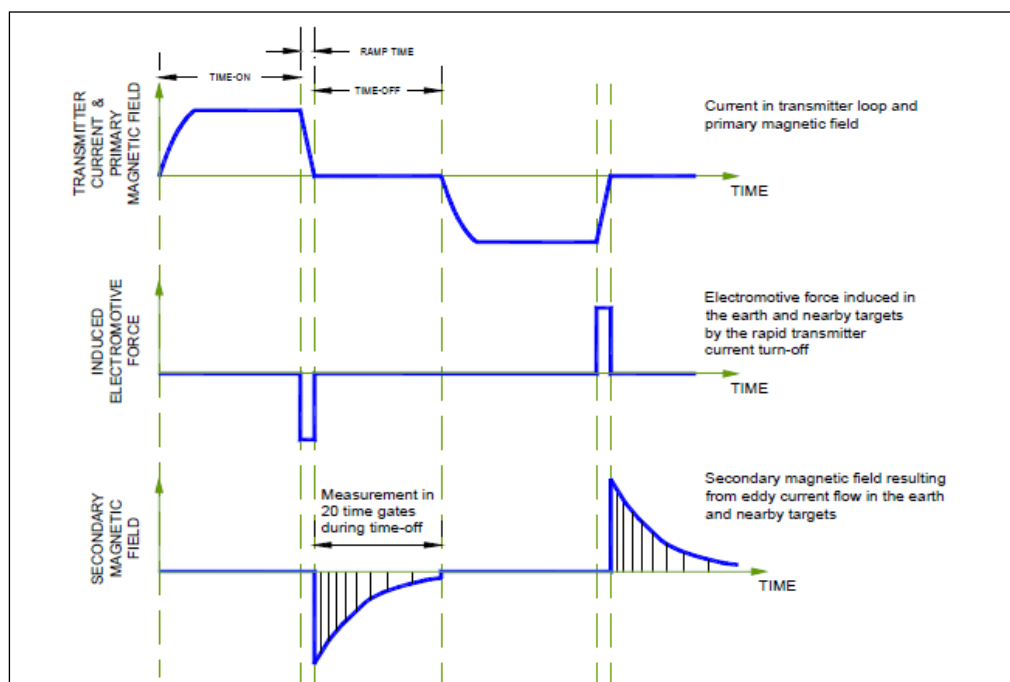 RAMP TIME
TIME-ON
TIME-OFF
TRANSMITTER
CURRENT &
PRIMARY
MAGNETIC FIELD
Current in transmitter loop and
primary magnetic field
TIME
INDUCED
ELECTROMOTIVE
FORCE
Electromotive force induced in
the earth and nearby targets
by the rapid transmitter
current turn-off
TIME
SECONDARY
MAGNETIC
FIELD
Measurement in
20 time gates
during time-off
Secondary magnetic field resulting
from eddy current flow in the earth
and nearby targets
TIME